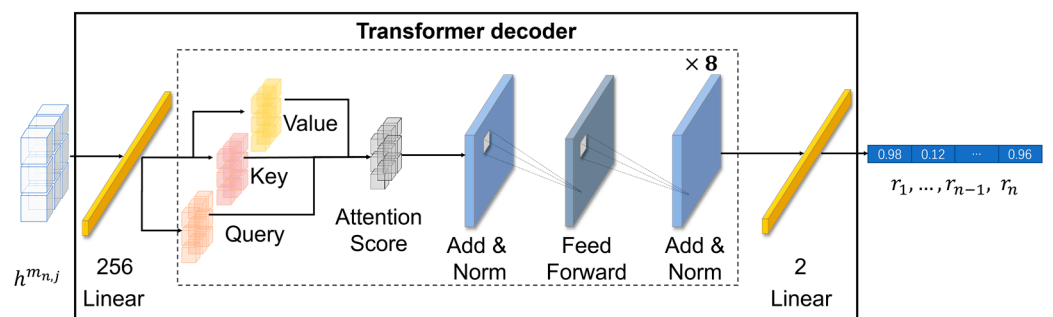 Transformer decoder
× 8
Value
Key
Query
Attention
Score
Add &
Norm
Feed
Forward
Add &
Norm
h^{m_{n,j}}
256
Linear
2
Linear
0.98 0.12 ... 0.96
r_1, ..., r_{n−1}, r_n